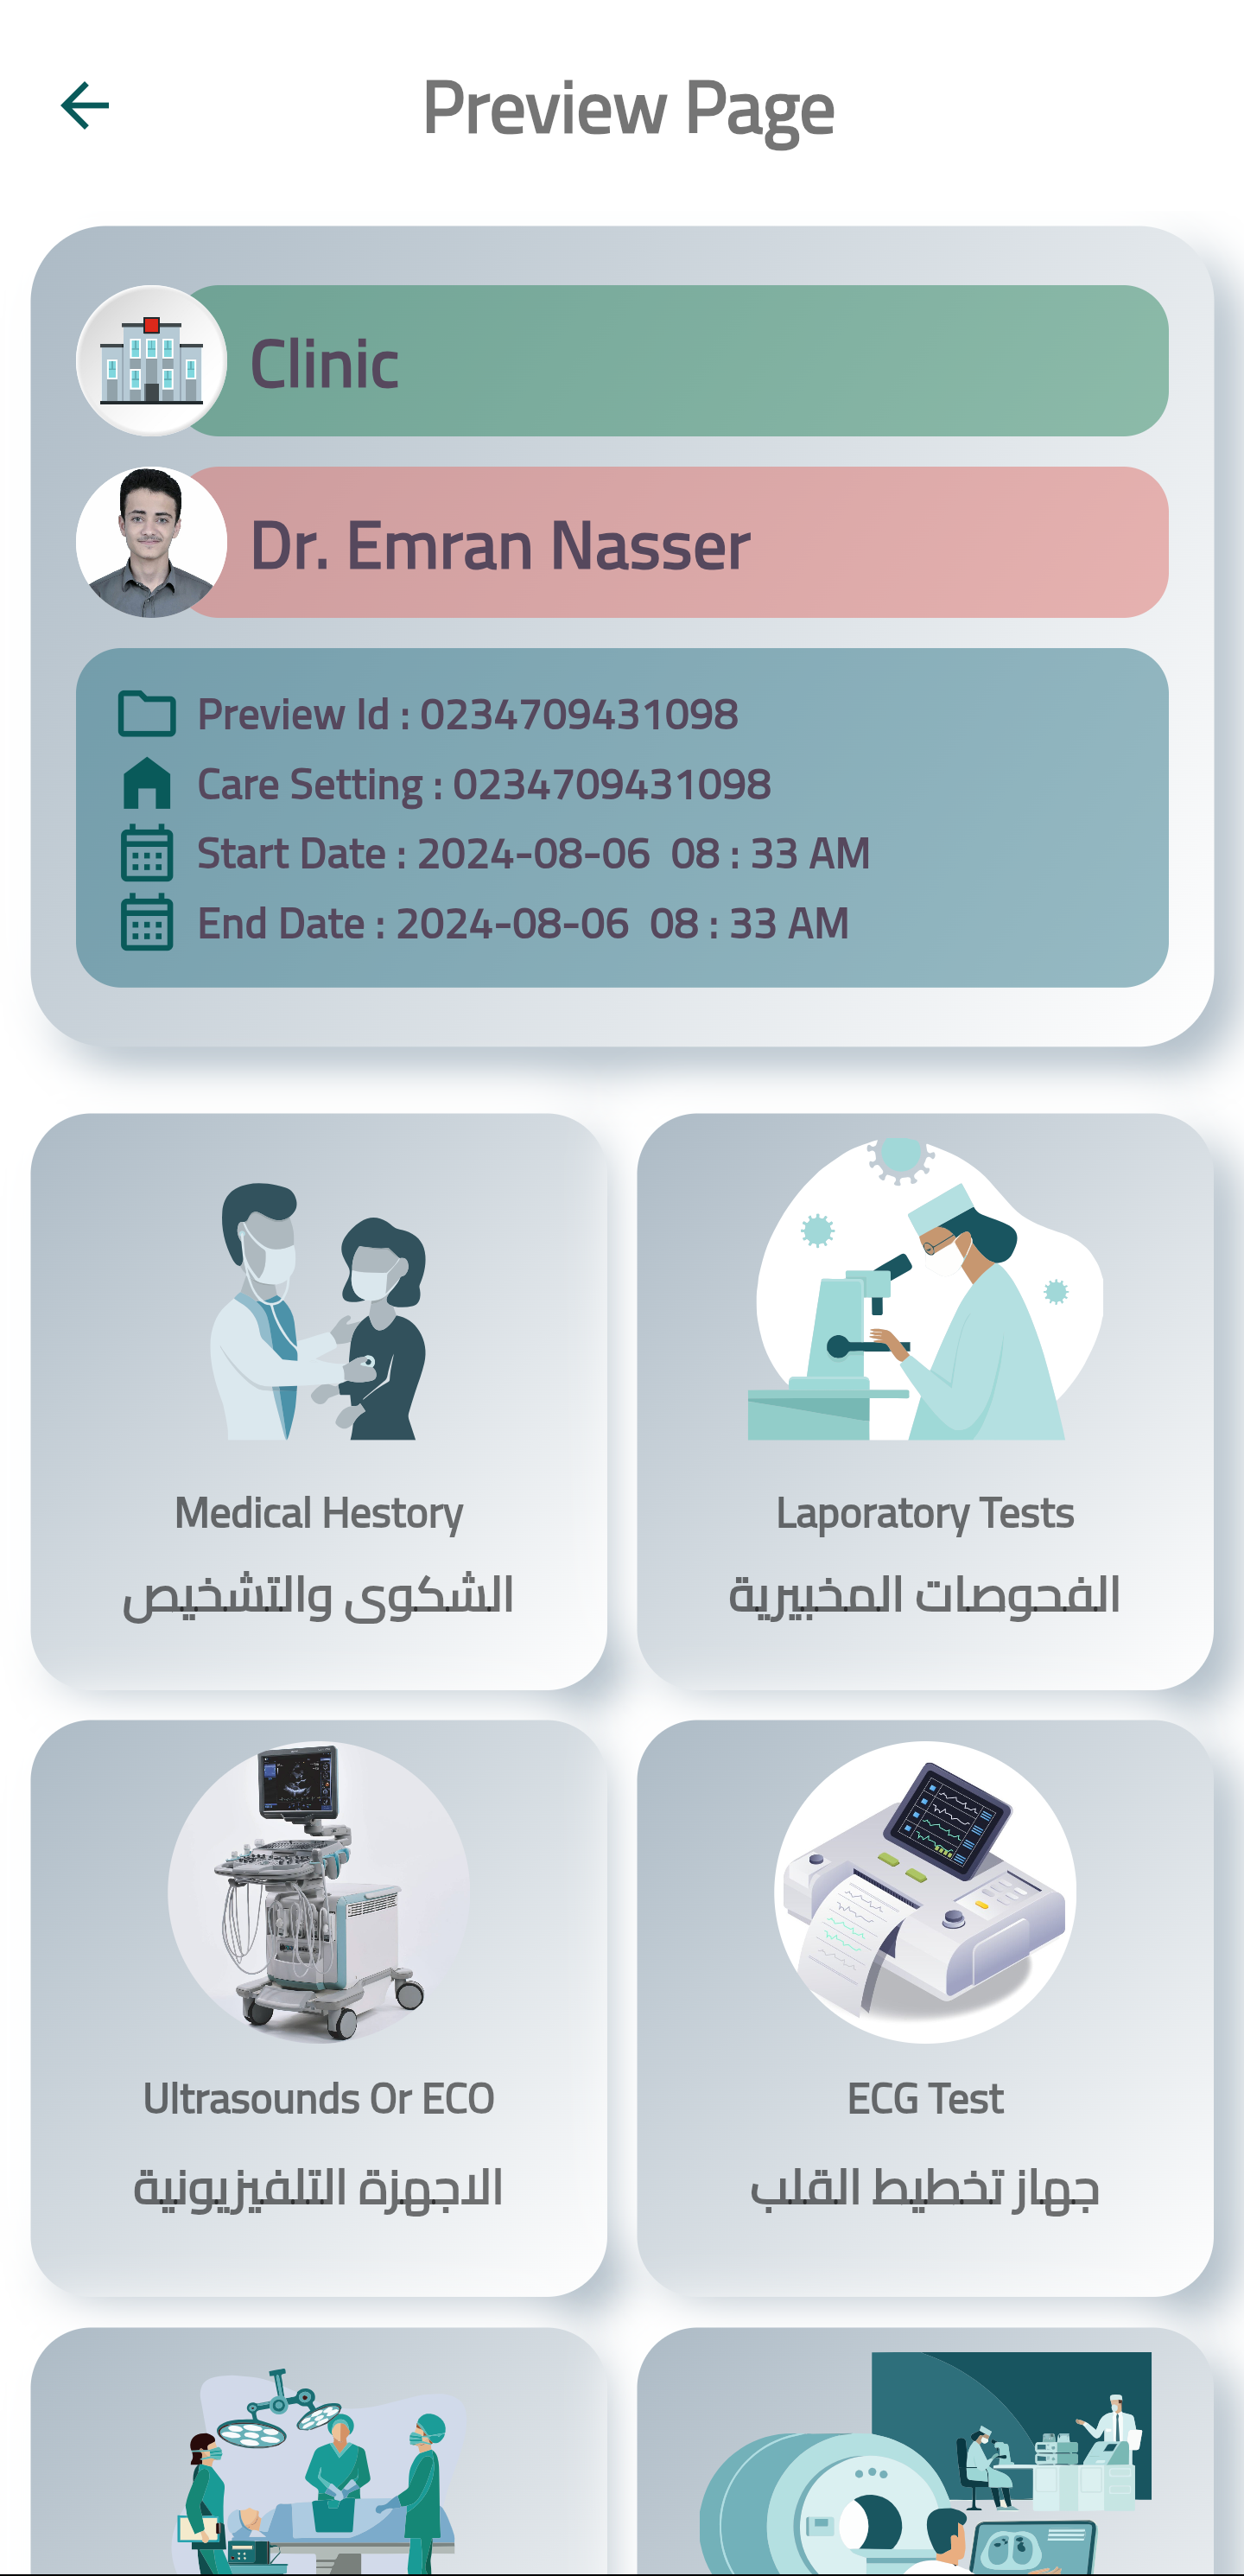 Preview Page
Clinic
Dr. Emran Nasser
Preview Id : 0234709431098
Care Setting : 0234709431098
Start Date : 2024-08-06 08 : 33 AM
End Date : 2024-08-06 08 : 33 AM
Medical Hestory
الشكوى والتشخيص
Laporatory Tests
الفحوصات المخبيرية
Ultrasounds Or ECO
الاجهزة التلفيزيونية
ECG Test
جهاز تخطيط القلب